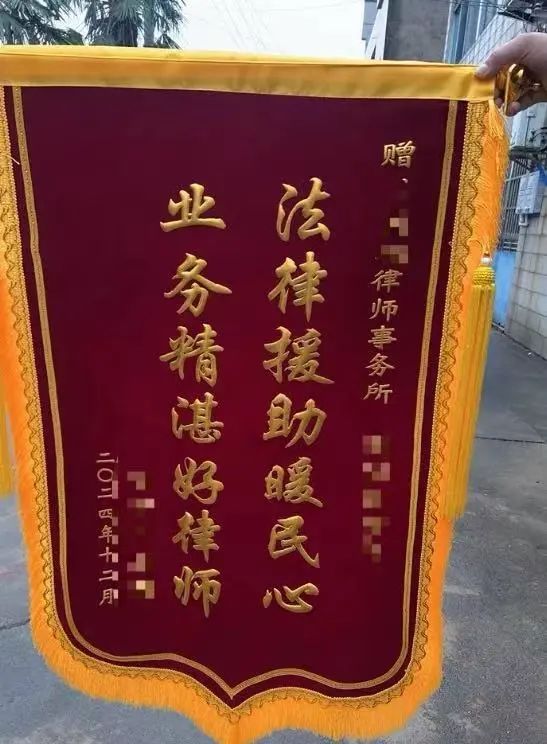 赠
律师事务所
法律援助暖民心
业务精湛好律师
二〇二四年十二月